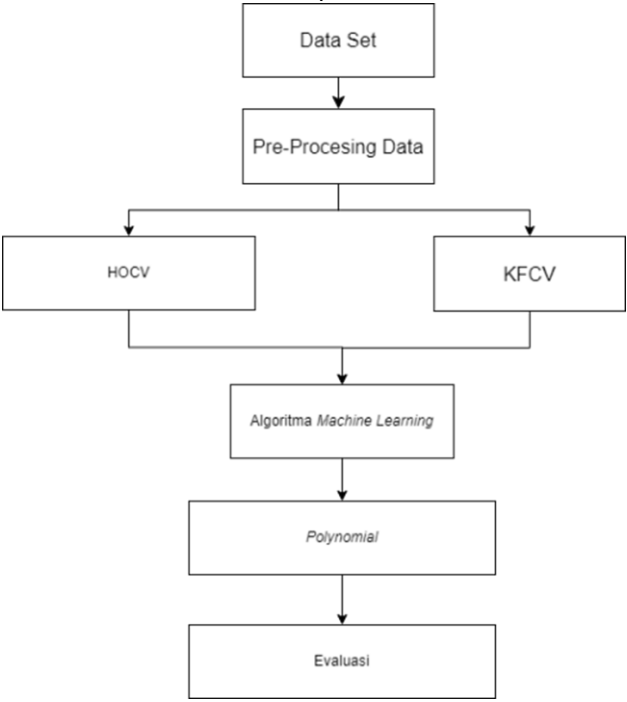 Data Set
Pre-Procesing Data
HOCV
KFCV
Algoritma Machine Learning
Polynomial
Evaluasi